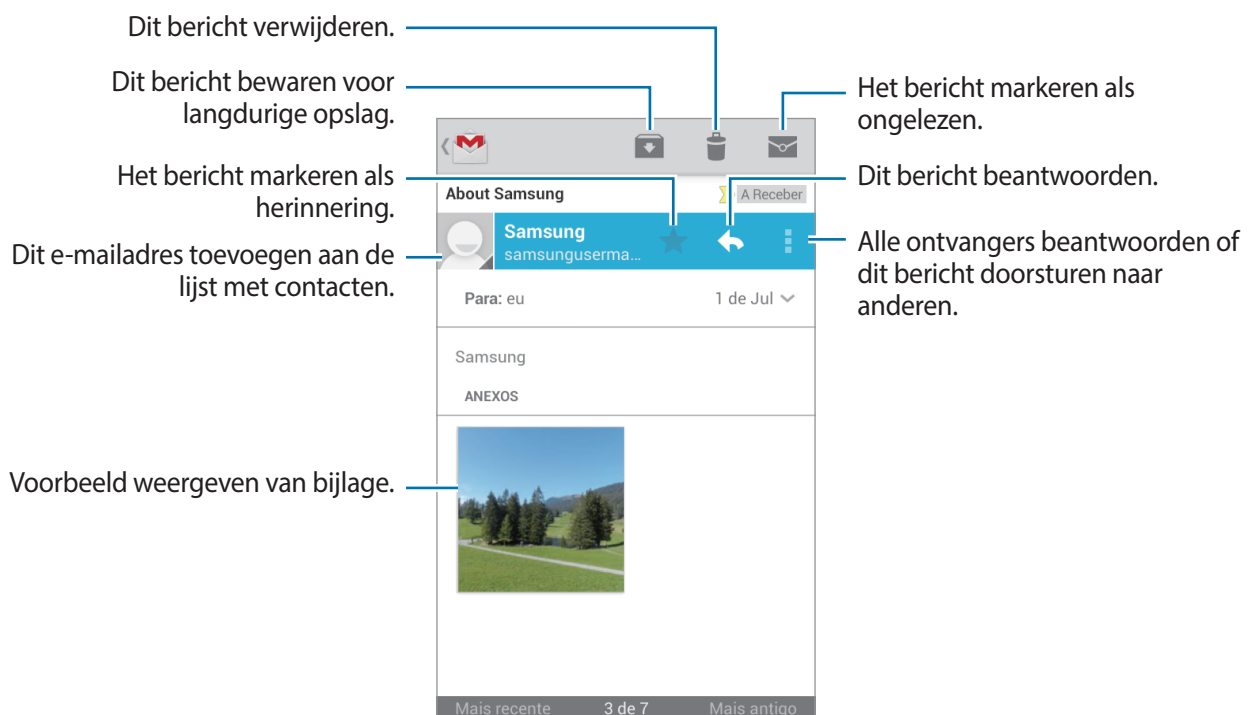 Dit bericht verwijderen.
Dit bericht bewaren voor
langdurige opslag.
Het bericht markeren als
herinnering.
Dit e-mailadres toevoegen aan de
lijst met contacten.
Voorbeeld weergeven van bijlage.
About Samsung
A Receber
Samsung
samsunguserma...
Para: eu
1 de Jul
Samsung
ANEXOS
Mais recente
3 de 7
Mais antigo
Het bericht markeren als
ongelezen.
Dit bericht beantwoorden.
Alle ontvangers beantwoorden of
dit bericht doorsturen naar
anderen.